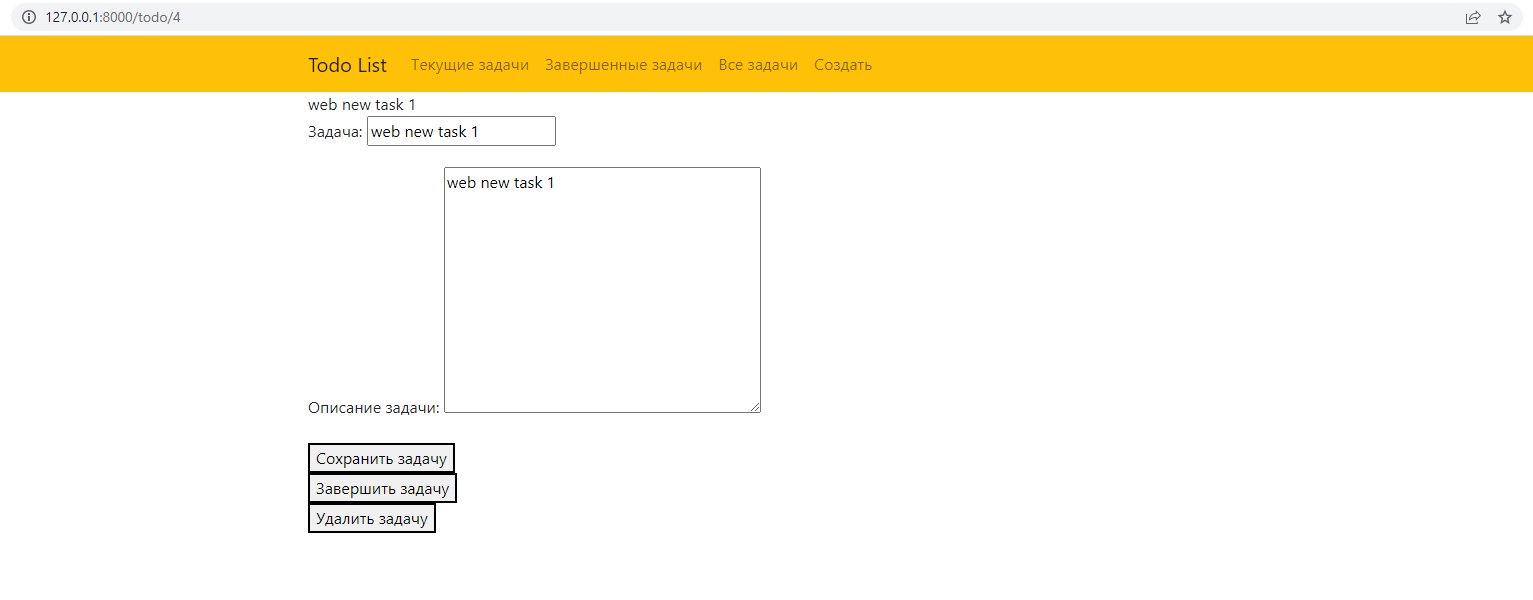 127.0.0.1:8000/todo/4
Todo List Текущие задачи Завершенные задачи Все задачи Создать
web new task 1
Задача: web new task 1
web new task 1
Описание задачи:
Сохранить задачу
Завершить задачу
Удалить задачу